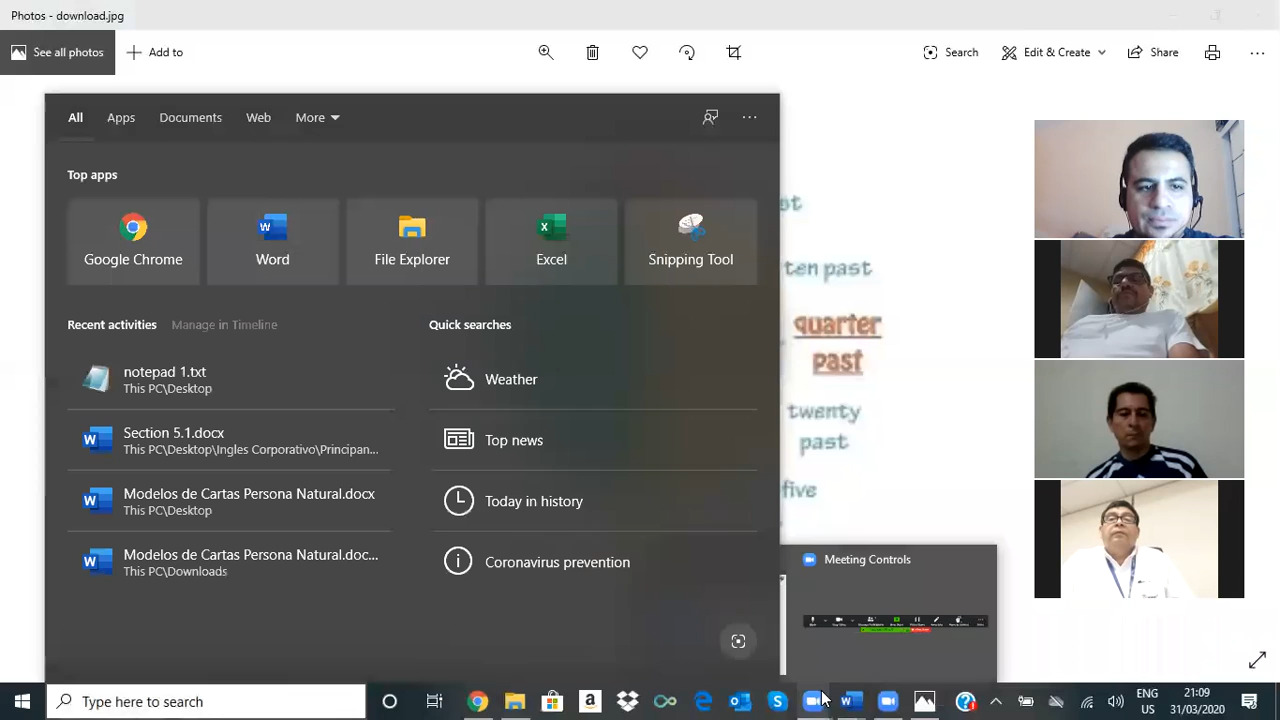 Photos - download.jpg
See all photos
Add to
Search
Edit & Create
Share
All
Apps
Documents
Web
More
Top apps
Google Chrome
Word
File Explorer
Excel
Snipping Tool
Recent activities
Manage in Timeline
Quick searches
notepad 1.txt
This PC\Desktop
Section 5.1.docx
This PC\Desktop\Ingles Corporativo\Principan...
Modelos de Cartas Persona Natural.docx
This PC\Desktop
Modelos de Cartas Persona Natural.doc...
This PC\Downloads
Weather
Top news
Today in history
Coronavirus prevention
ten past
quarter
past
twenty
past
five
Meeting Controls
Type here to search
ENG
US
21:09
31/03/2020